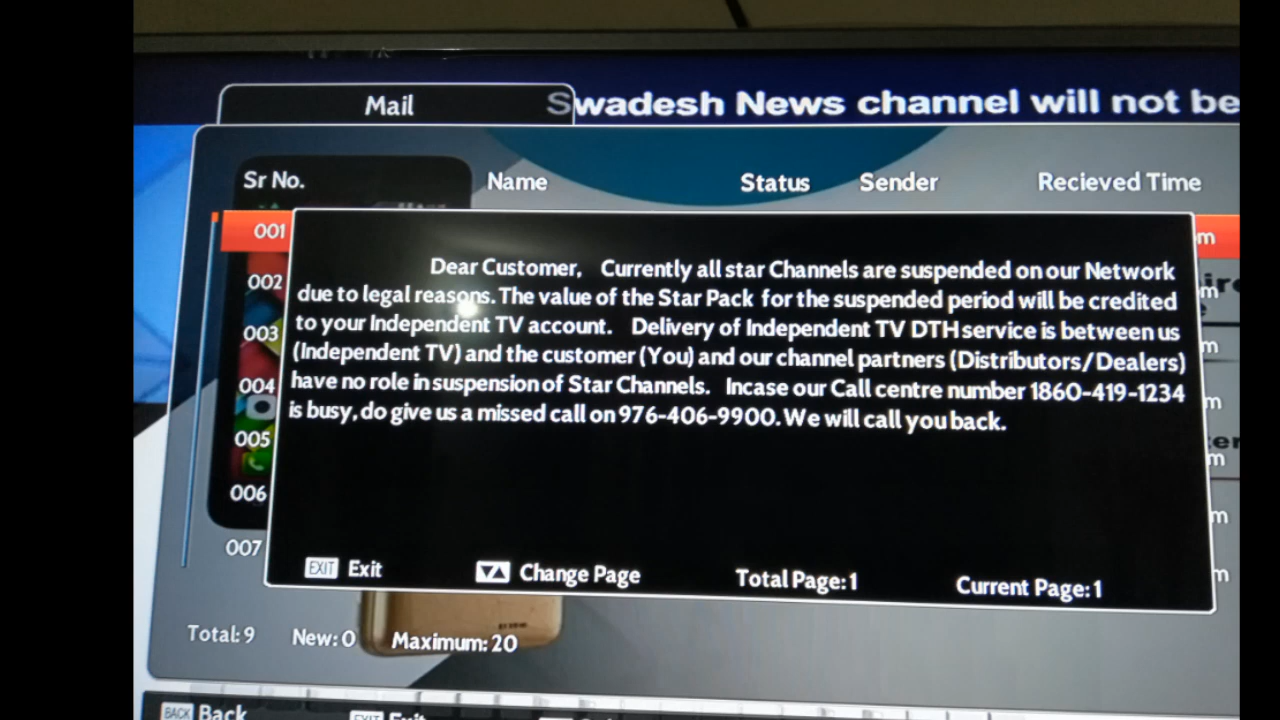 Mail
Swadesh News channel will not be
Sr No. Name Status Sender Recieved Time
001
002
003
004
005
006
007
Dear Customer, Currently all star Channels are suspended on our Network
due to legal reasons. The value of the Star Pack for the suspended period will be credited
to your Independent TV account. Delivery of Independent TV DTH service is between us
(Independent TV) and the customer (You) and our channel partners (Distributors/Dealers)
have no role in suspension of Star Channels. Incase our Call centre number 1860-419-1234
is busy, do give us a missed call on 976-406-9900. We will call you back.
EXIT Exit Change Page Total Page:1 Current Page:1
Total: 9 New: 0 Maximum: 20
BACK Back EXIT Exit